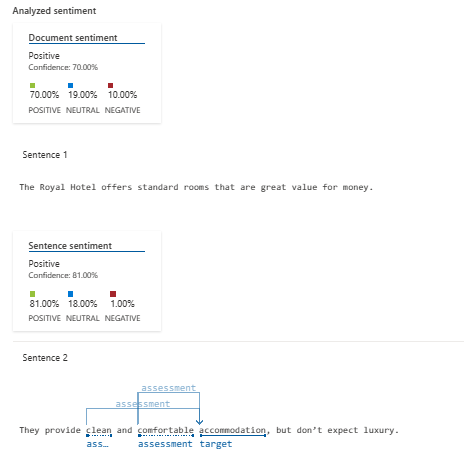 Analyzed sentiment
Document sentiment
Positive
Confidence: 70.00%
70.00% 19.00% 10.00%
POSITIVE NEUTRAL NEGATIVE
Sentence 1
The Royal Hotel offers standard rooms that are great value for money.
Sentence sentiment
Positive
Confidence: 81.00%
81.00% 18.00% 1.00%
POSITIVE NEUTRAL NEGATIVE
Sentence 2
assessment
assessment
They provide clean and comfortable accommodation, but don't expect luxury.
ass… assessment target